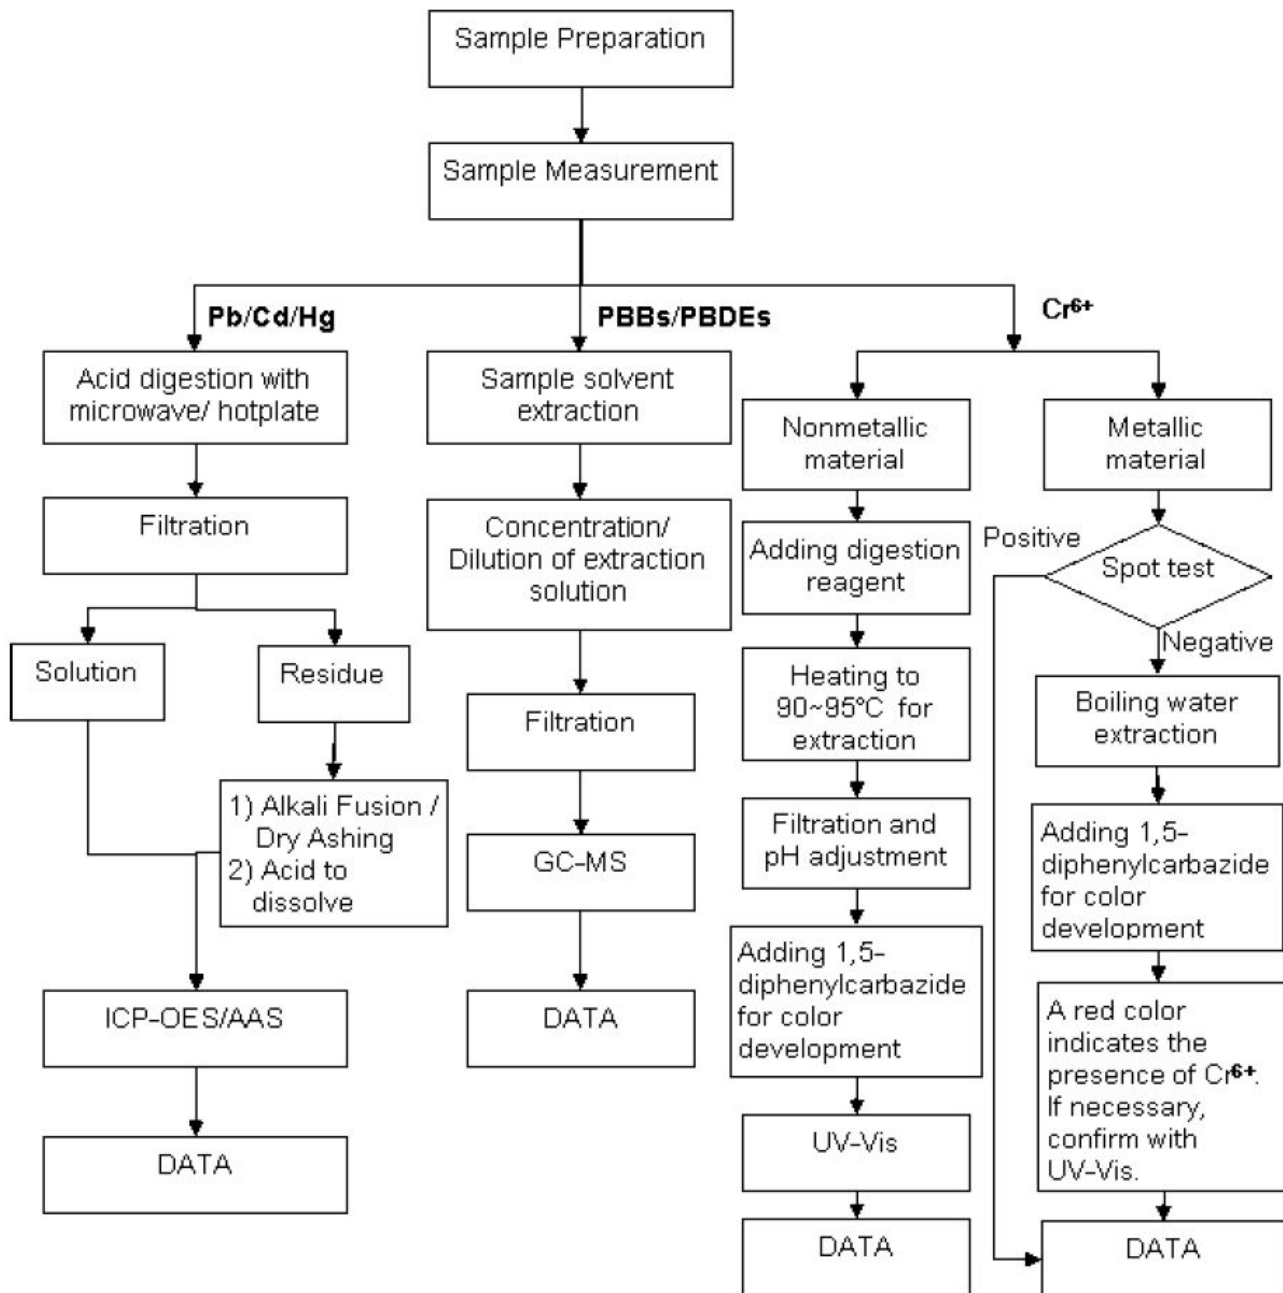 Sample Preparation
Sample Measurement
Pb/Cd/Hg
PBBs/PBDEs
Cr⁶⁺
Acid digestion with
microwave/ hotplate
Filtration
Solution
Residue
1) Alkali Fusion /
Dry Ashing
2) Acid to
dissolve
ICP-OES/AAS
DATA
Sample solvent
extraction
Concentration/
Dilution of extraction
solution
Filtration
GC-MS
DATA
Nonmetallic
material
Adding digestion
reagent
Heating to
90~95°C for
extraction
Filtration and
pH adjustment
Adding 1,5-
diphenylcarbazide
for color
development
UV-Vis
DATA
Metallic
material
Positive
Spot test
Negative
Boiling water
extraction
Adding 1,5-
diphenylcarbazide
for color
development
A red color
indicates the
presence of Cr⁶⁺.
If necessary,
confirm with
UV-Vis.
DATA